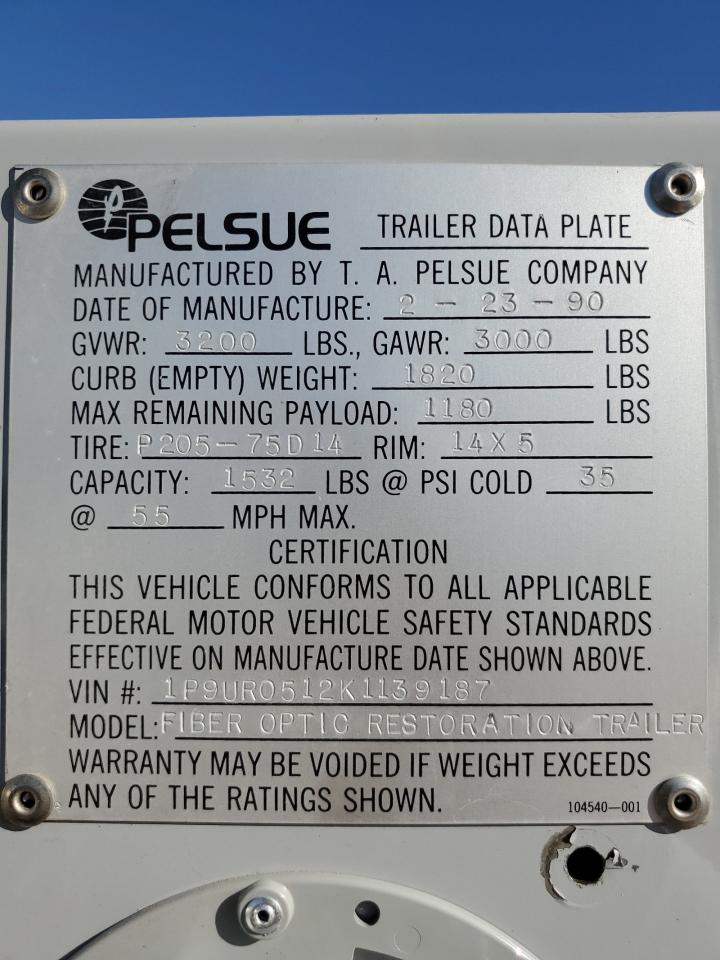 PELSUE TRAILER DATA PLATE
MANUFACTURED BY T. A. PELSUE COMPANY
DATE OF MANUFACTURE: 2 - 23 - 90
GVWR: 3200 LBS., GAWR: 3000 LBS
CURB (EMPTY) WEIGHT: 1820 LBS
MAX REMAINING PAYLOAD: 1180 LBS
TIRE: P205-75D14 RIM: 14X5
CAPACITY: 1532 LBS @ PSI COLD 35
@ 55 MPH MAX.
CERTIFICATION
THIS VEHICLE CONFORMS TO ALL APPLICABLE
FEDERAL MOTOR VEHICLE SAFETY STANDARDS
EFFECTIVE ON MANUFACTURE DATE SHOWN ABOVE.
VIN #: 1P9UR0512K1139187
MODEL: FIBER OPTIC RESTORATION TRAILER
WARRANTY MAY BE VOIDED IF WEIGHT EXCEEDS
ANY OF THE RATINGS SHOWN. 104540-001